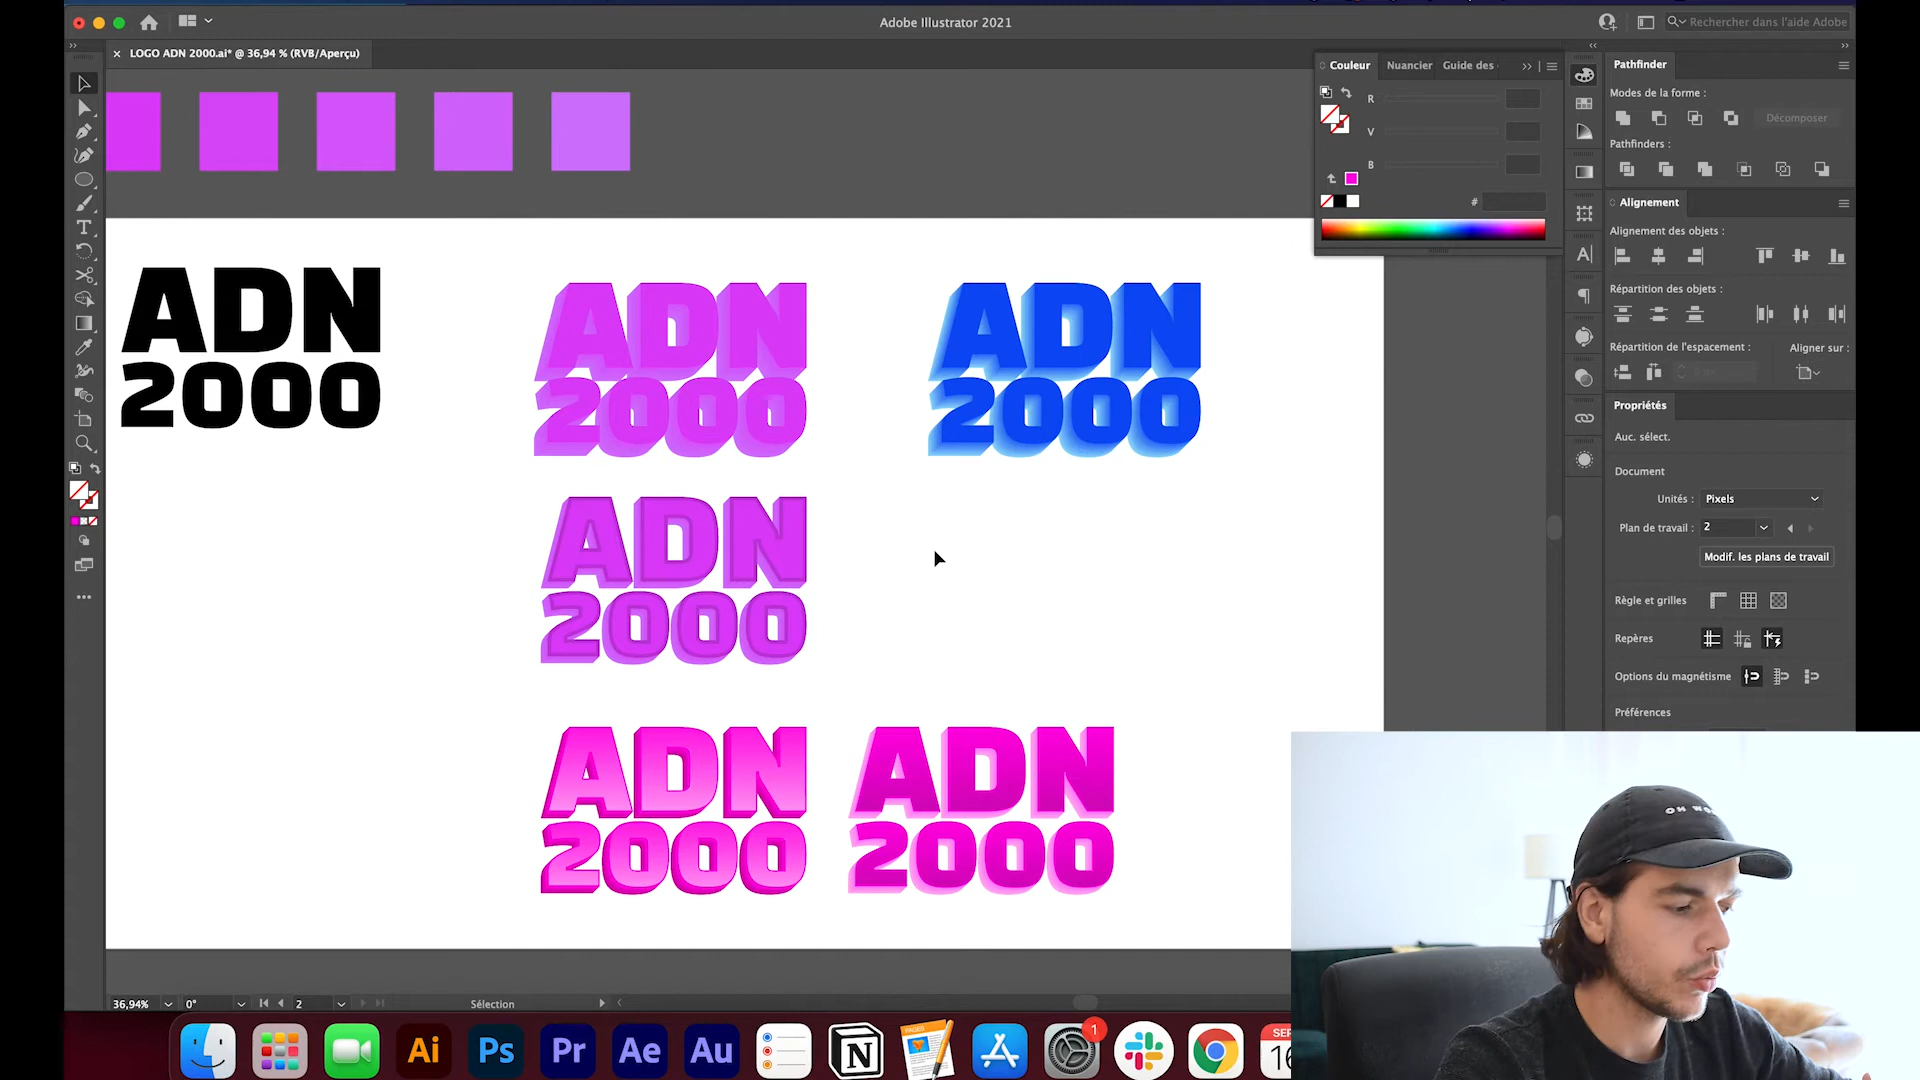 Adobe Illustrator 2021
Rechercher dans l'aide Adobe
× LOGO ADN 2000.ai* @ 36,94 % (RVB/Aperçu)
Couleur Nuancier Guide des
R
V
B
#
Pathfinder
Modes de la forme :
Décomposer
Pathfinders :
Alignement
Alignement des objets :
Répartition des objets :
Répartition de l'espacement : Aligner sur :
Propriétés
Auc. sélect.
Document
Unités : Pixels
Plan de travail : 2
Modif. les plans de travail
Règle et grilles
Repères
Options du magnétisme
Préférences
ADN
2000
ADN
2000
ADN
2000
ADN
2000
ADN
2000
ADN
2000
36,94% 0° 2 Sélection
Ai Ps Pr Ae Au N PAGES 1 SEP